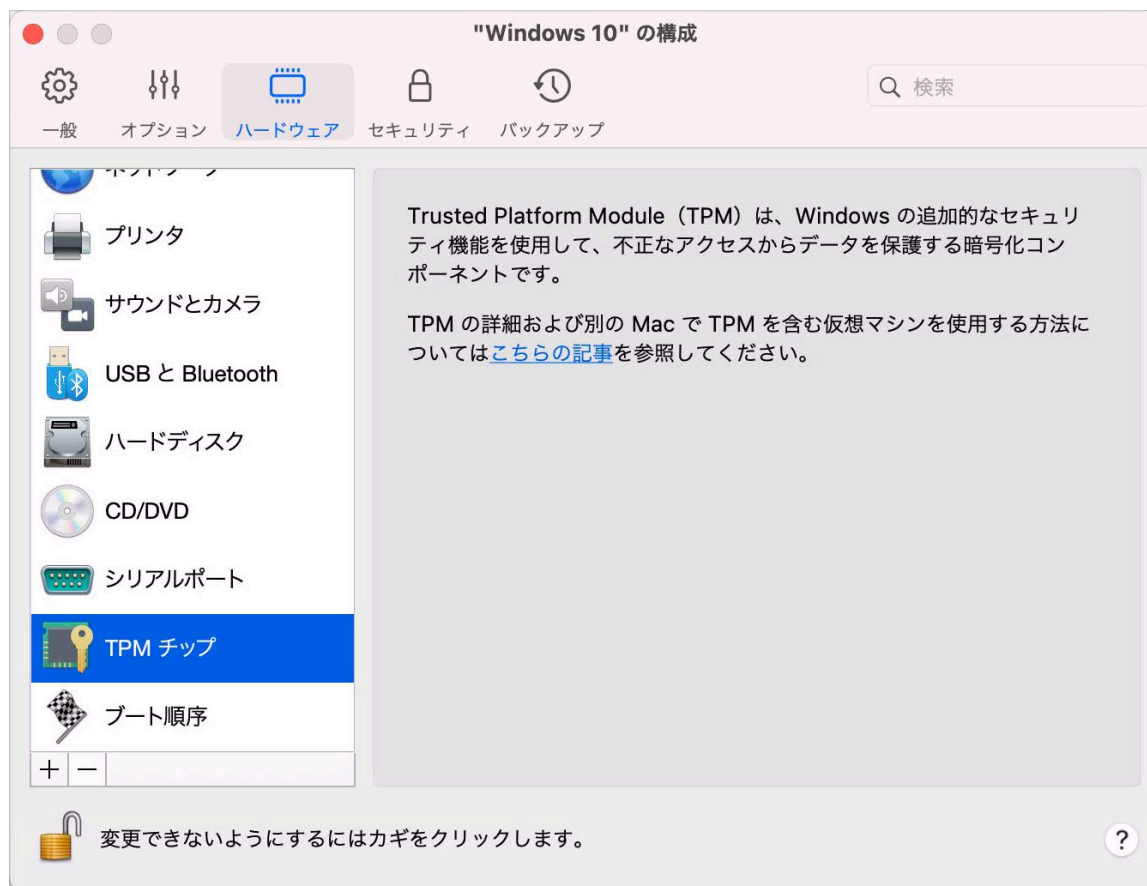 "Windows 10" の構成
一般
オプション
ハードウェア
セキュリティ
バックアップ
検索
ネットワーク
プリンタ
サウンドとカメラ
USB と Bluetooth
ハードディスク
CD/DVD
シリアルポート
TPM チップ
ブート順序
Trusted Platform Module（TPM）は、Windows の追加的なセキュリ
ティ機能を使用して、不正なアクセスからデータを保護する暗号化コン
ポーネントです。
TPM の詳細および別の Mac で TPM を含む仮想マシンを使用する方法に
ついてはこちらの記事を参照してください。
変更できないようにするにはカギをクリックします。
?